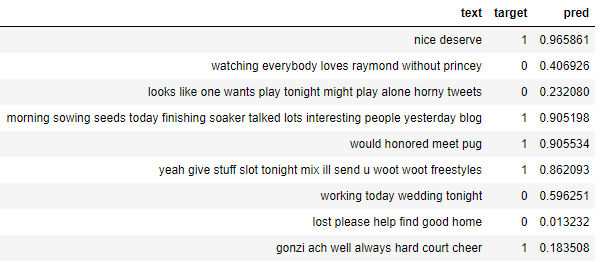 text target pred
nice deserve 1 0.965861
watching everybody loves raymond without princey 0 0.406926
looks like one wants play tonight might play alone horny tweets 0 0.232080
morning sowing seeds today finishing soaker talked lots interesting people yesterday blog 1 0.905198
would honored meet pug 1 0.905534
yeah give stuff slot tonight mix ill send u woot woot freestyles 1 0.862093
working today wedding tonight 0 0.596251
lost please help find good home 0 0.013232
gonzi ach well always hard court cheer 1 0.183508